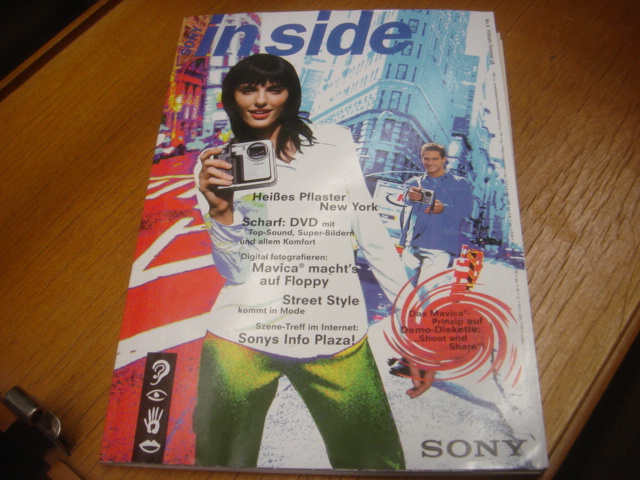 SONY
in side
Heißes Pflaster
New York
Scharf: DVD mit
Top-Sound, Super-Bildern
und allem Komfort
Digital fotografieren:
Mavica® macht's
auf Floppy
Street Style
kommt in Mode
Szene-Treff im Internet:
Sonys Info Plaza!
Das Mavica®-
Prinzip auf
Demo-Diskette:
„Shoot and
Share"!
SONY